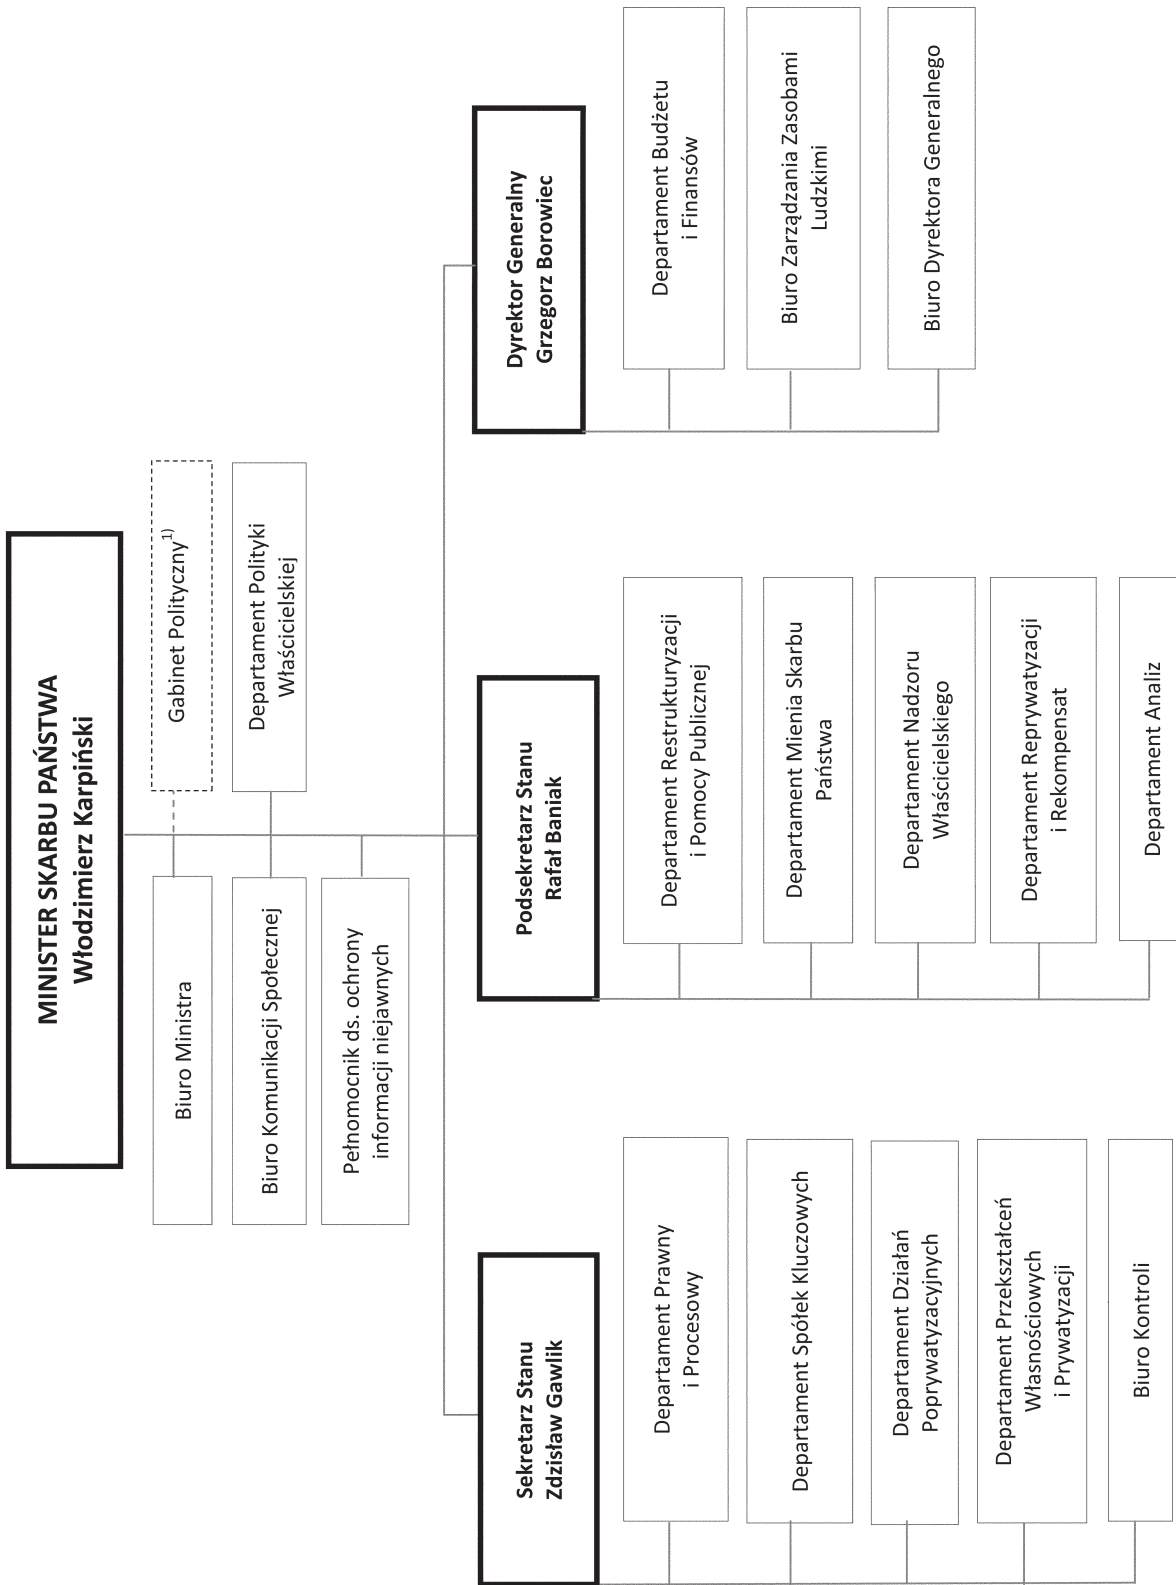 MINISTER SKARBU PAŃSTWA
Włodzimierz Karpiński
Biuro Ministra
Gabinet Polityczny1)
Biuro Komunikacji Społecznej
Departament Polityki
Właścicielskiej
Pełnomocnik ds. ochrony
informacji niejawnych
Sekretarz Stanu
Zdzisław Gawlik
Departament Prawny
i Procesowy
Departament Spółek Kluczowych
Departament Działań
Poprywatyzacyjnych
Departament Przekształceń
Własnościowych
i Prywatyzacji
Biuro Kontroli
Podsekretarz Stanu
Rafał Baniak
Departament Restrukturyzacji
i Pomocy Publicznej
Departament Mienia Skarbu
Państwa
Departament Nadzoru
Właścicielskiego
Departament Reprywatyzacji
i Rekompensat
Departament Analiz
Dyrektor Generalny
Grzegorz Borowiec
Departament Budżetu
i Finansów
Biuro Zarządzania Zasobami
Ludzkimi
Biuro Dyrektora Generalnego